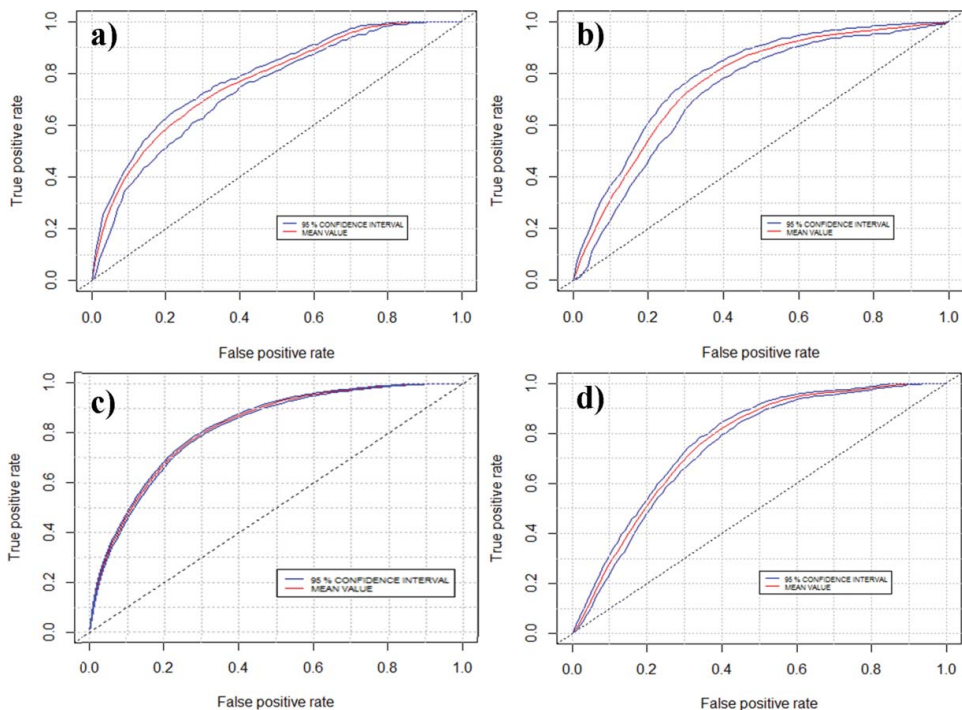 a)
True positive rate
0.0 0.2 0.4 0.6 0.8 1.0
95 % CONFIDENCE INTERVAL
MEAN VALUE
0.0 0.2 0.4 0.6 0.8 1.0
False positive rate
b)
True positive rate
0.0 0.2 0.4 0.6 0.8 1.0
95 % CONFIDENCE INTERVAL
MEAN VALUE
0.0 0.2 0.4 0.6 0.8 1.0
False positive rate
c)
True positive rate
0.0 0.2 0.4 0.6 0.8 1.0
95 % CONFIDENCE INTERVAL
MEAN VALUE
0.0 0.2 0.4 0.6 0.8 1.0
False positive rate
d)
True positive rate
0.0 0.2 0.4 0.6 0.8 1.0
95 % CONFIDENCE INTERVAL
MEAN VALUE
0.0 0.2 0.4 0.6 0.8 1.0
False positive rate